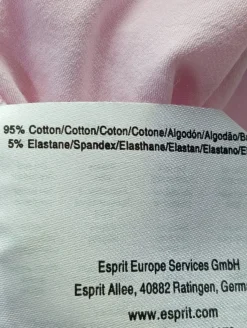 95% Cotton/Cotton/Coton/Cotone/Algodón/Algodão/
5% Elastane/Spandex/Elasthane/Elastan/Elastano/
Esprit Europe Services GmbH
Esprit Allee, 40882 Ratingen,
www.esprit.com